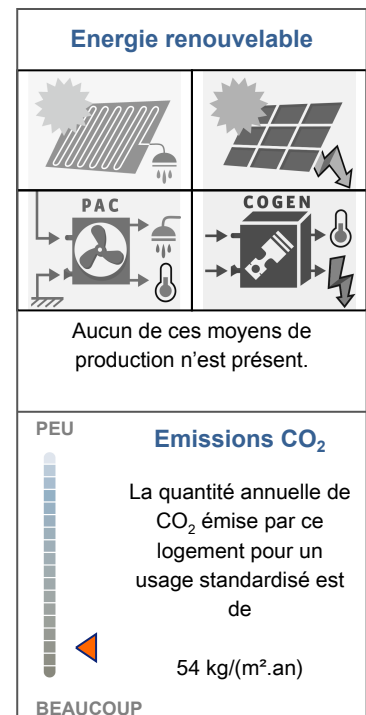 Energie renouvelable
PAC
COGEN
Aucun de ces moyens de
production n'est présent.
PEU
Emissions CO₂
La quantité annuelle de
CO₂ émise par ce
logement pour un
usage standardisé est
de
54 kg/(m².an)
BEAUCOUP